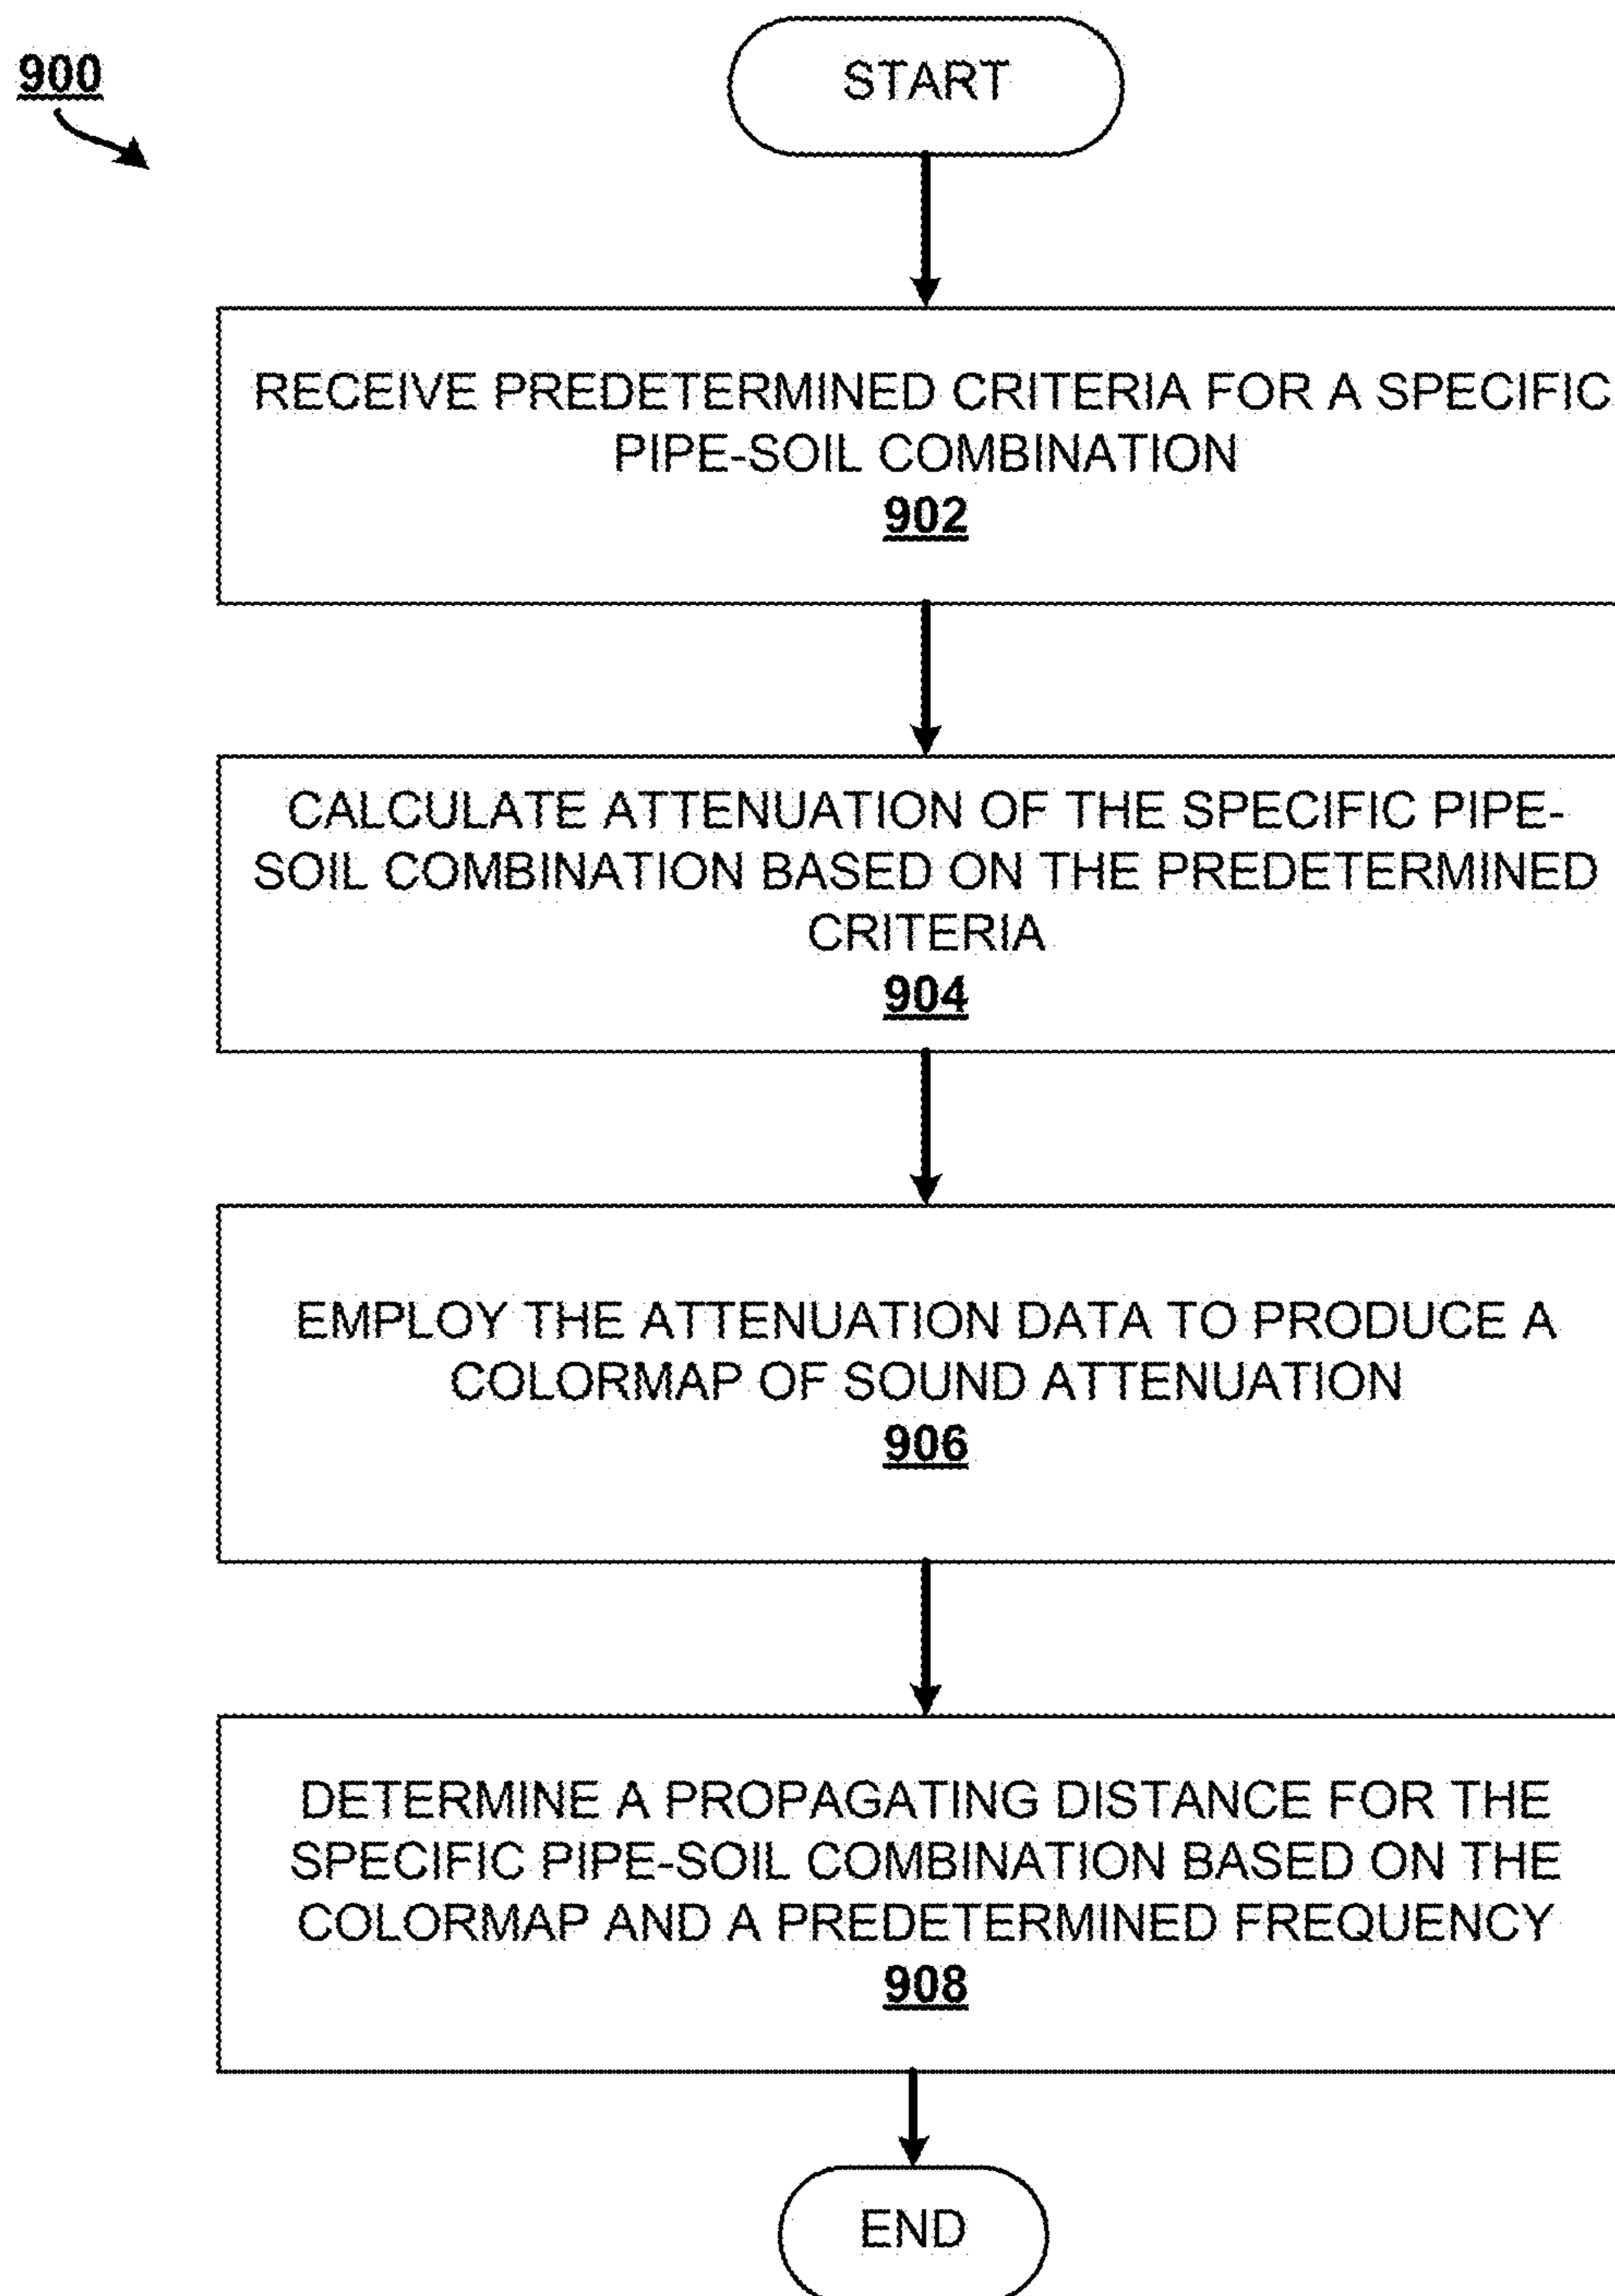 900
START
RECEIVE PREDETERMINED CRITERIA FOR A SPECIFIC
PIPE-SOIL COMBINATION
902
CALCULATE ATTENUATION OF THE SPECIFIC PIPE-
SOIL COMBINATION BASED ON THE PREDETERMINED
CRITERIA
904
EMPLOY THE ATTENUATION DATA TO PRODUCE A
COLORMAP OF SOUND ATTENUATION
906
DETERMINE A PROPAGATING DISTANCE FOR THE
SPECIFIC PIPE-SOIL COMBINATION BASED ON THE
COLORMAP AND A PREDETERMINED FREQUENCY
908
END